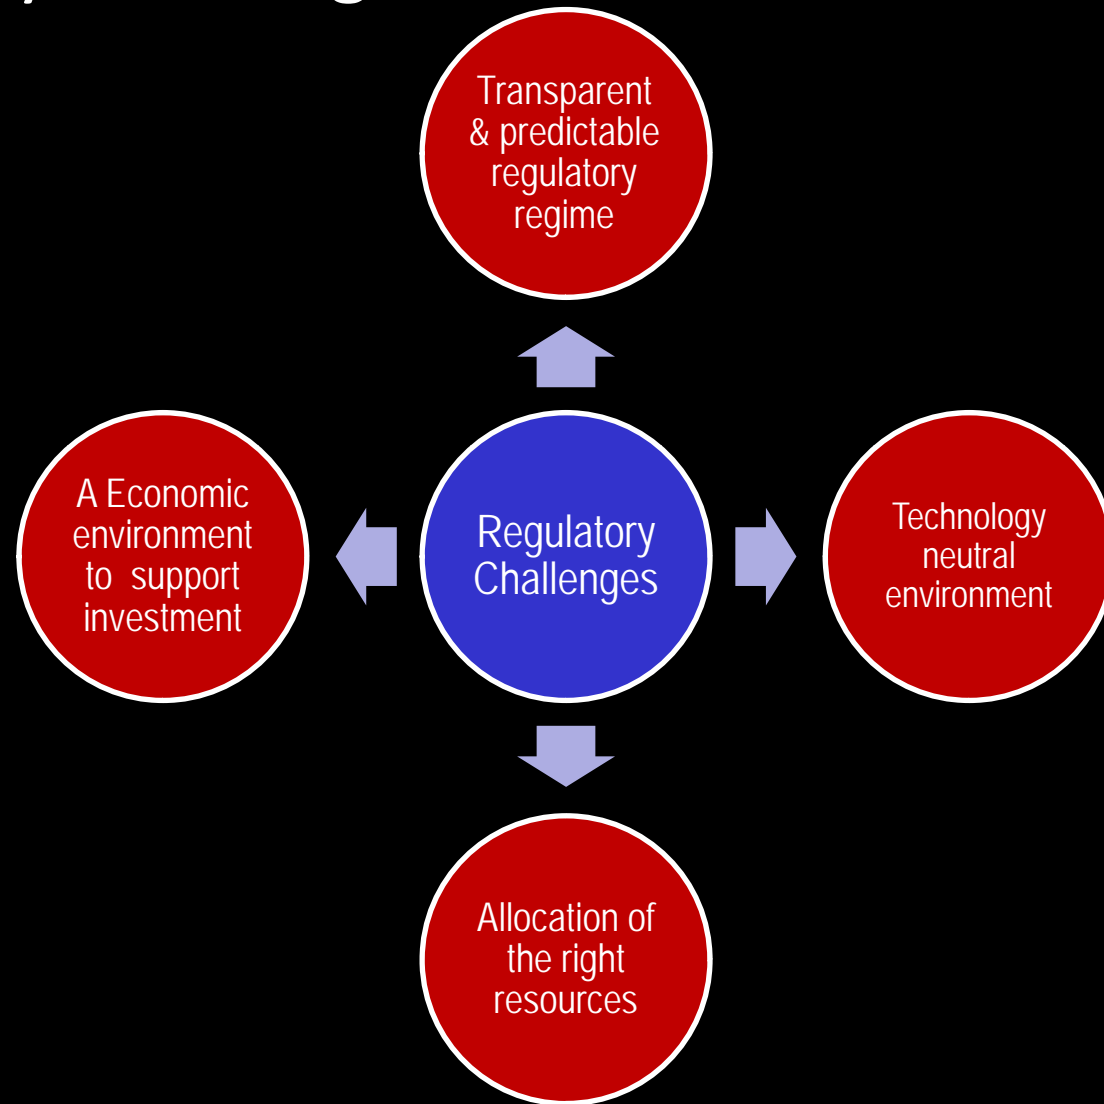 Transparent
& predictable
regulatory
regime
A Economic
environment
to support
investment
Regulatory
Challenges
Technology
neutral
environment
Allocation of
the right
resources